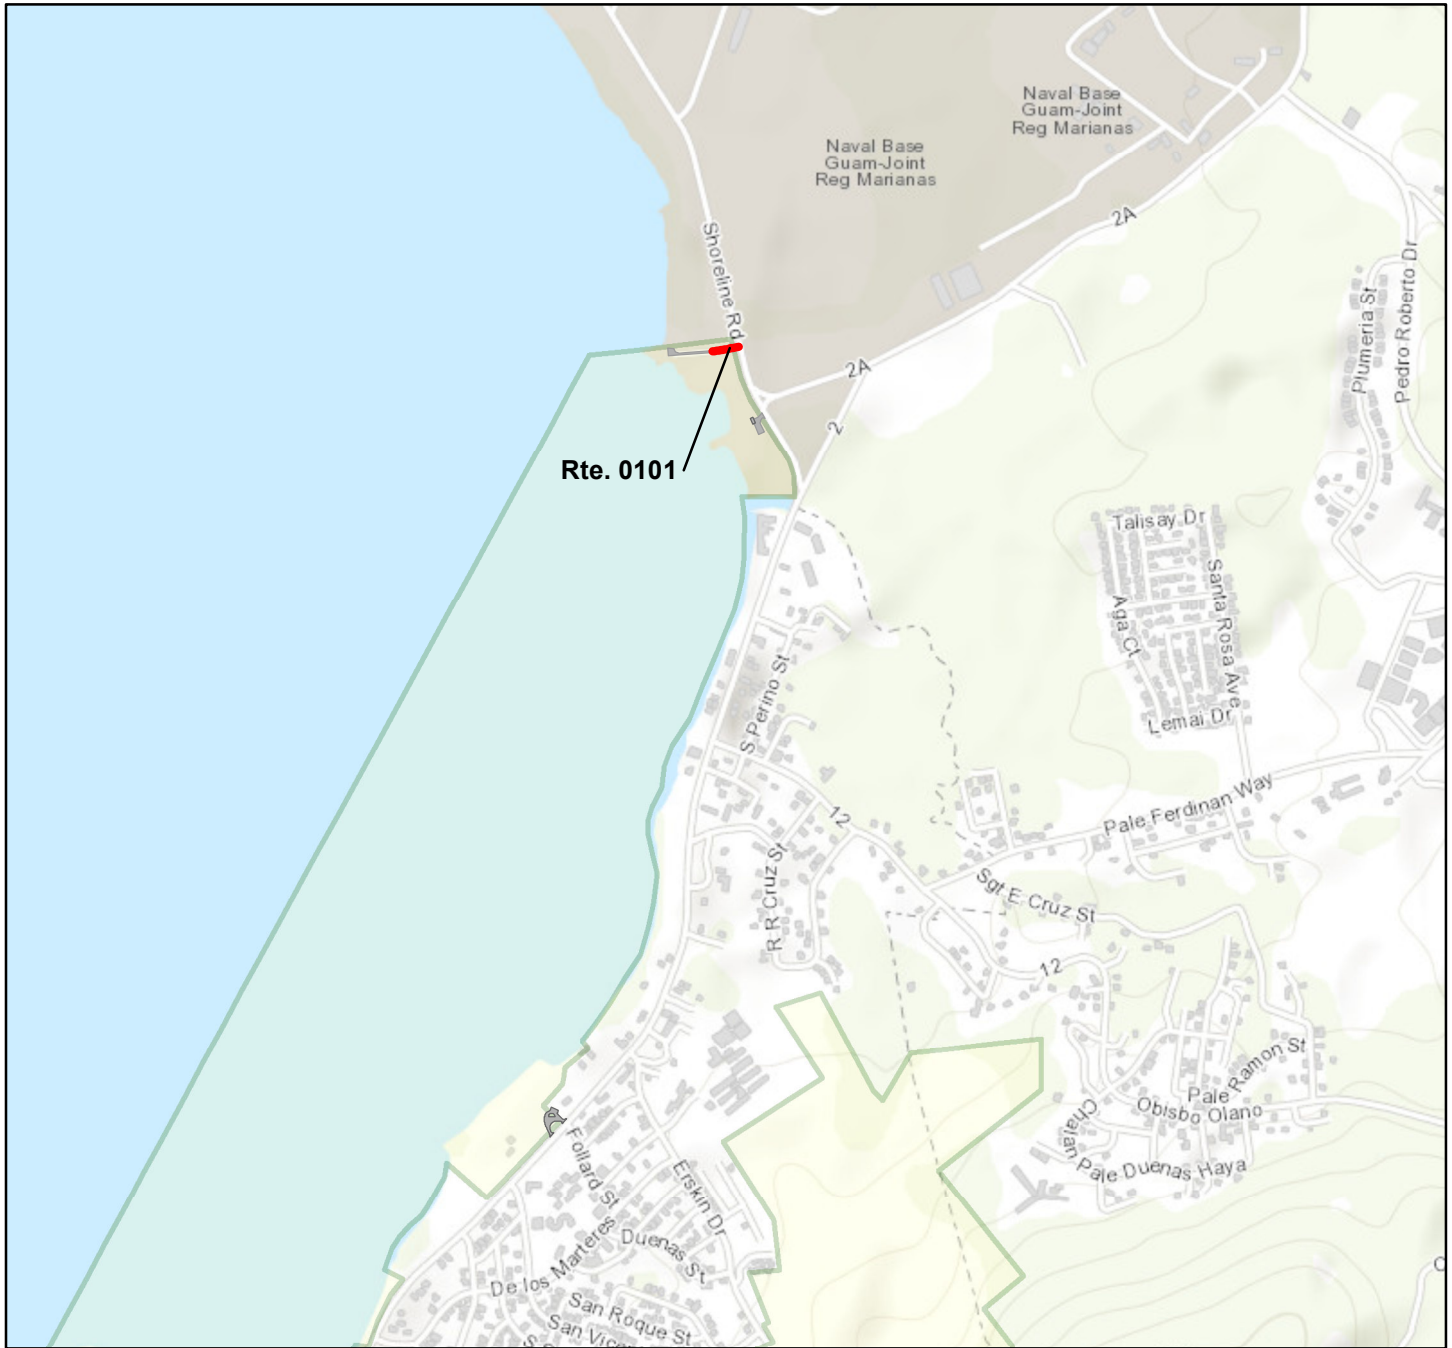 Naval Base
Guam-Joint
Reg Marianas
Naval Base
Guam-Joint
Reg Marianas
2A
Shoreline Rd
Pedro Roberto Dr
Plumeria St
2A
2
Rte. 0101
Talisay Dr
Santa Rosa Ave
Aga Ct
Lemai Dr
S Perino St
Pale Ferdinan Way
12
R R Cruz St
Sgt E Cruz St
12
Pale Ramon St
Obisbo Olano
Chalan Pale Duenas Haya
Follard St
Erskin Dr
Duenas St
De los Marteres
San Roque St